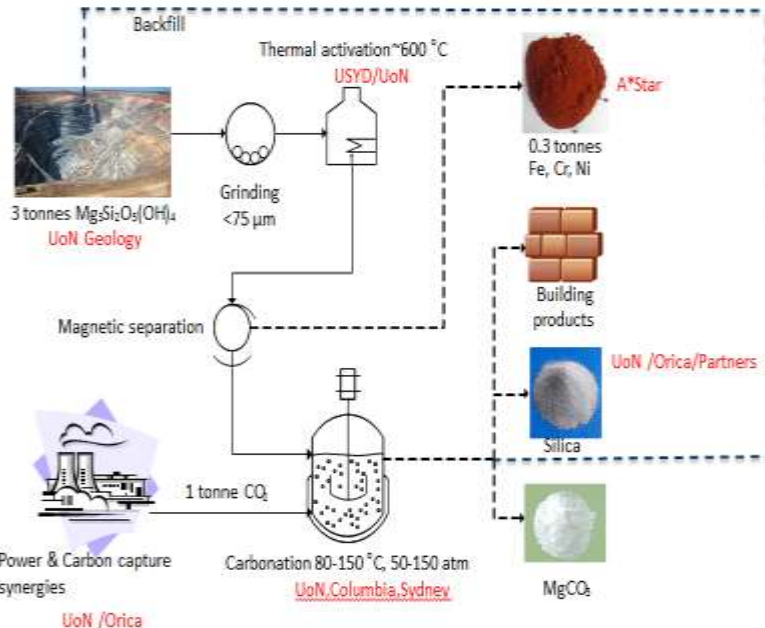 Backfill
Thermal activation~600 °C
USYD/UoN
A*Star
0.3 tonnes
Fe, Cr, Ni
Grinding
<75 µm
3 tonnes Mg₃Si₂O₅(OH)₄
UoN Geology
Building
products
Magnetic separation
UoN /Orica/Partners
Silica
1 tonne CO₂
Power & Carbon capture
synergies
Carbonation 80-150 °C, 50-150 atm
UoN,Columbia,Sydney
MgCO₃
UoN /Orica